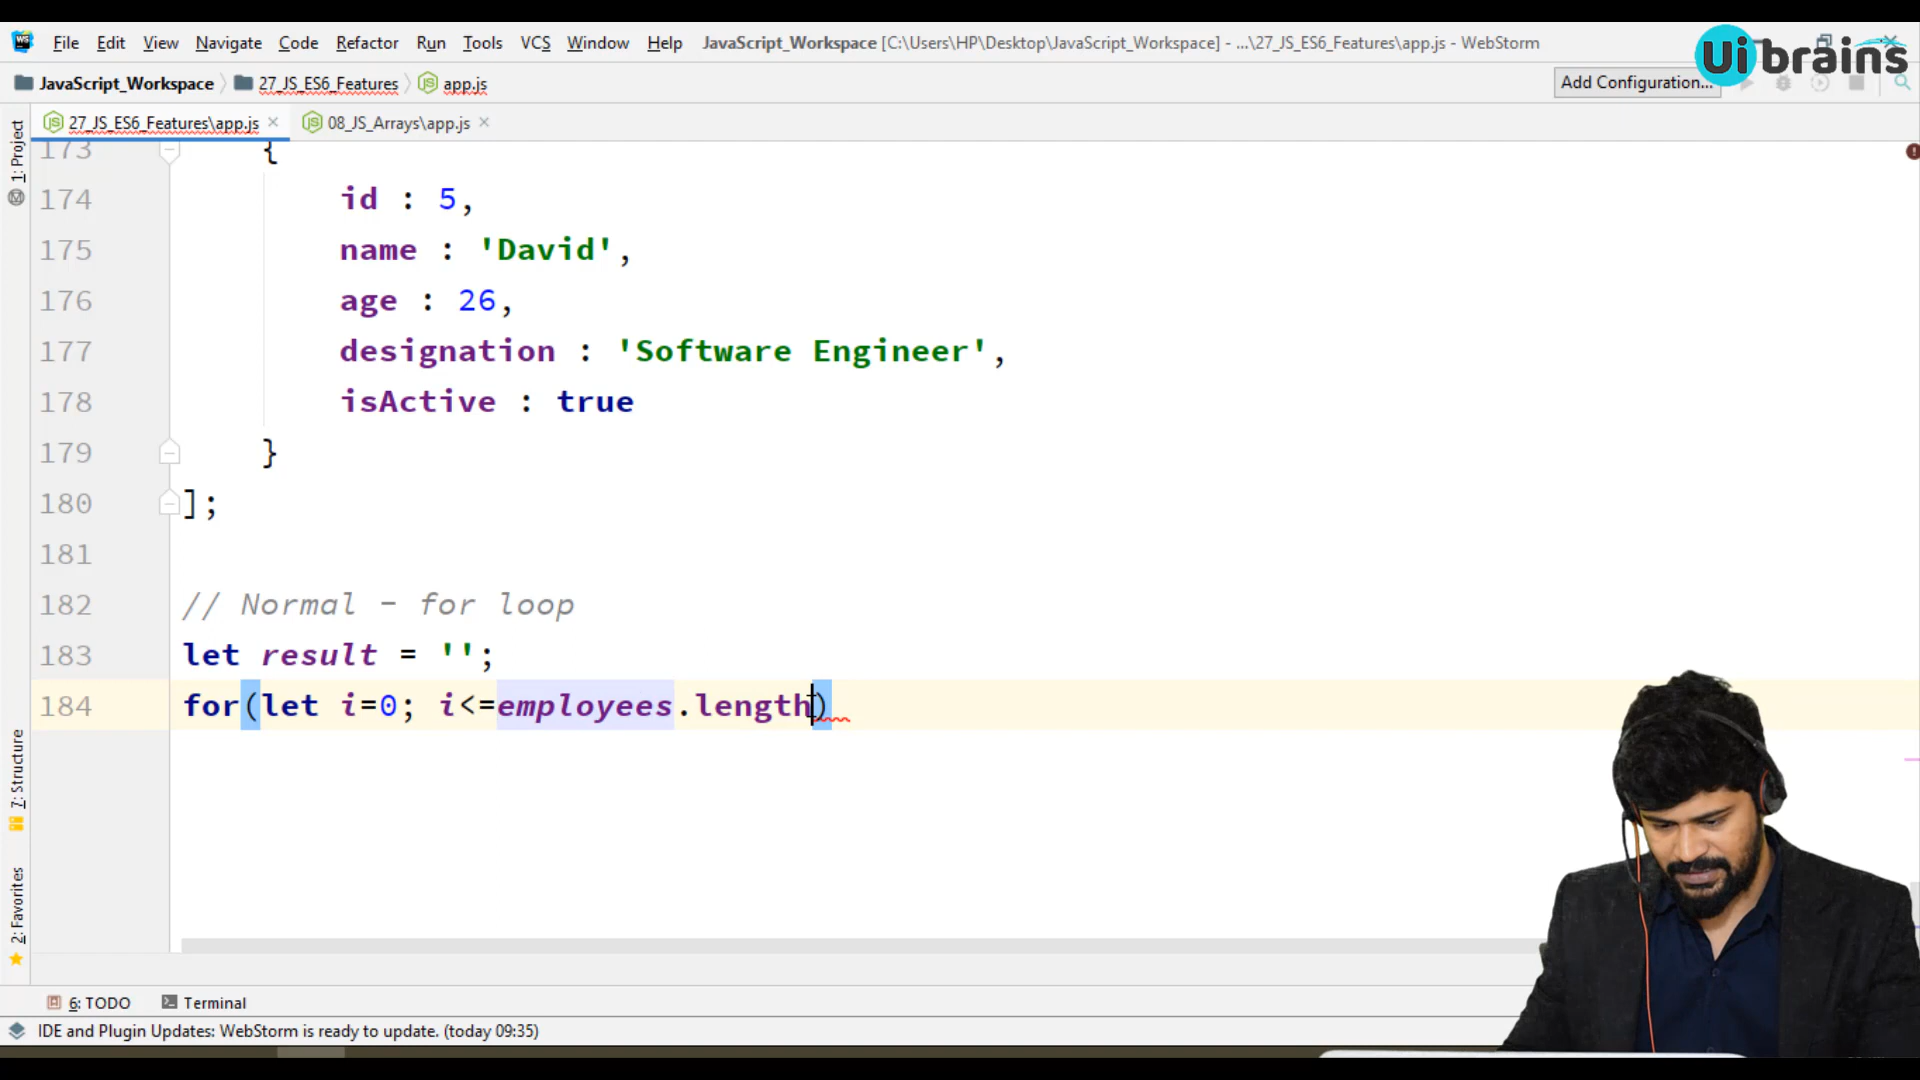 File Edit View Navigate Code Refactor Run Tools VCS Window Help JavaScript_Workspace [C:\Users\HP\Desktop\JavaScript_Workspace] - ...\27_JS_ES6_Features\app.js - WebStorm
Ui brains
JavaScript_Workspace 27_JS_ES6_Features app.js Add Configuration...
27_JS_ES6_Features\app.js 08_JS_Arrays\app.js
1: Project
173 {
174 id : 5,
175 name : 'David',
176 age : 26,
177 designation : 'Software Engineer',
178 isActive : true
179 }
180 ];
181
182 // Normal - for loop
183 let result = '';
184 for(let i=0; i<=employees.length)
7: Structure
2: Favorites
6: TODO Terminal
IDE and Plugin Updates: WebStorm is ready to update. (today 09:35)